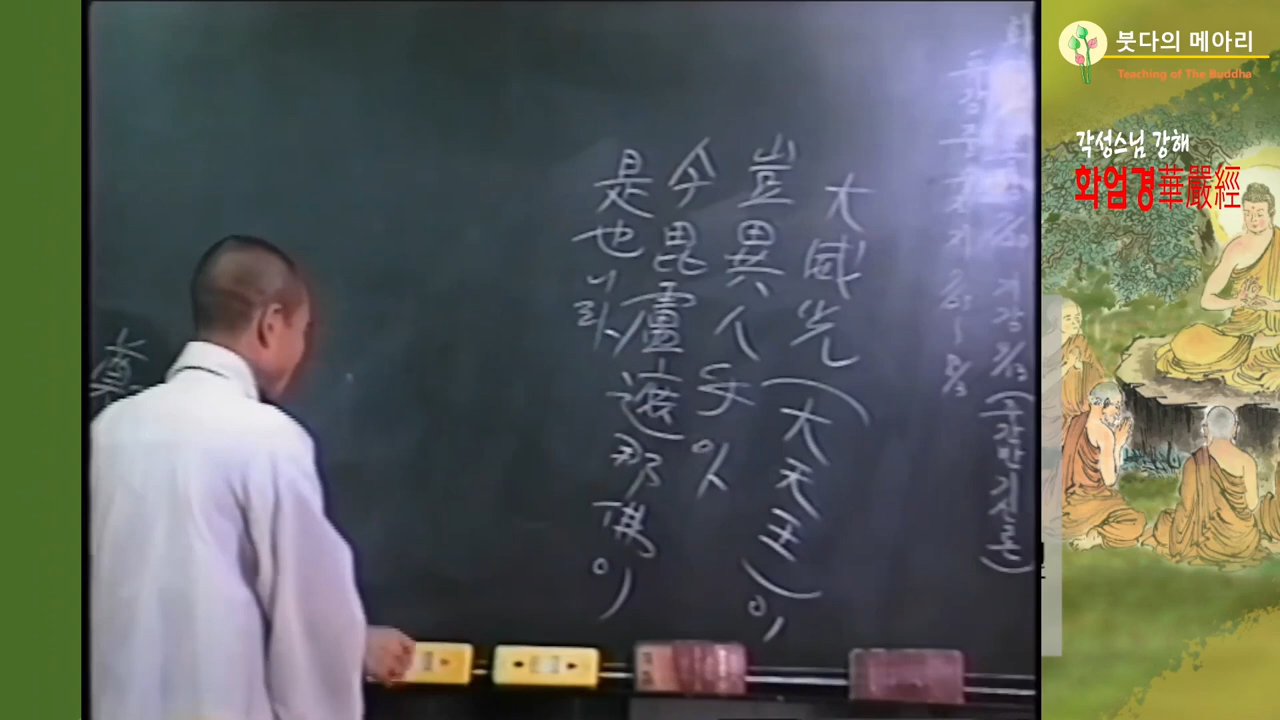 大威光(大天王)이
豈異人乎아
今毘盧遮那佛이
是也니라
붓다의 메아리
Teaching of The Buddha
각성스님 강해
화엄경華嚴經